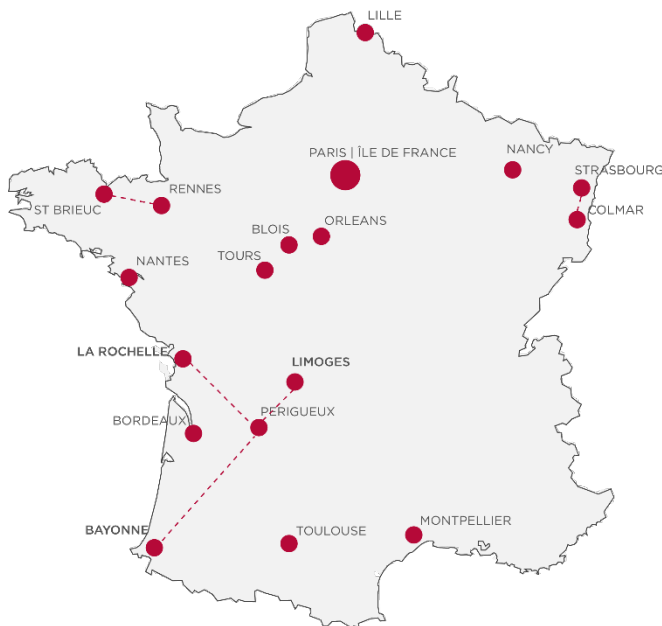 LILLE
PARIS | ÎLE DE FRANCE
NANCY
STRASBOURG
RENNES
ST BRIEUC
COLMAR
ORLEANS
BLOIS
TOURS
NANTES
LA ROCHELLE
LIMOGES
PERIGUEUX
BORDEAUX
BAYONNE
TOULOUSE
MONTPELLIER